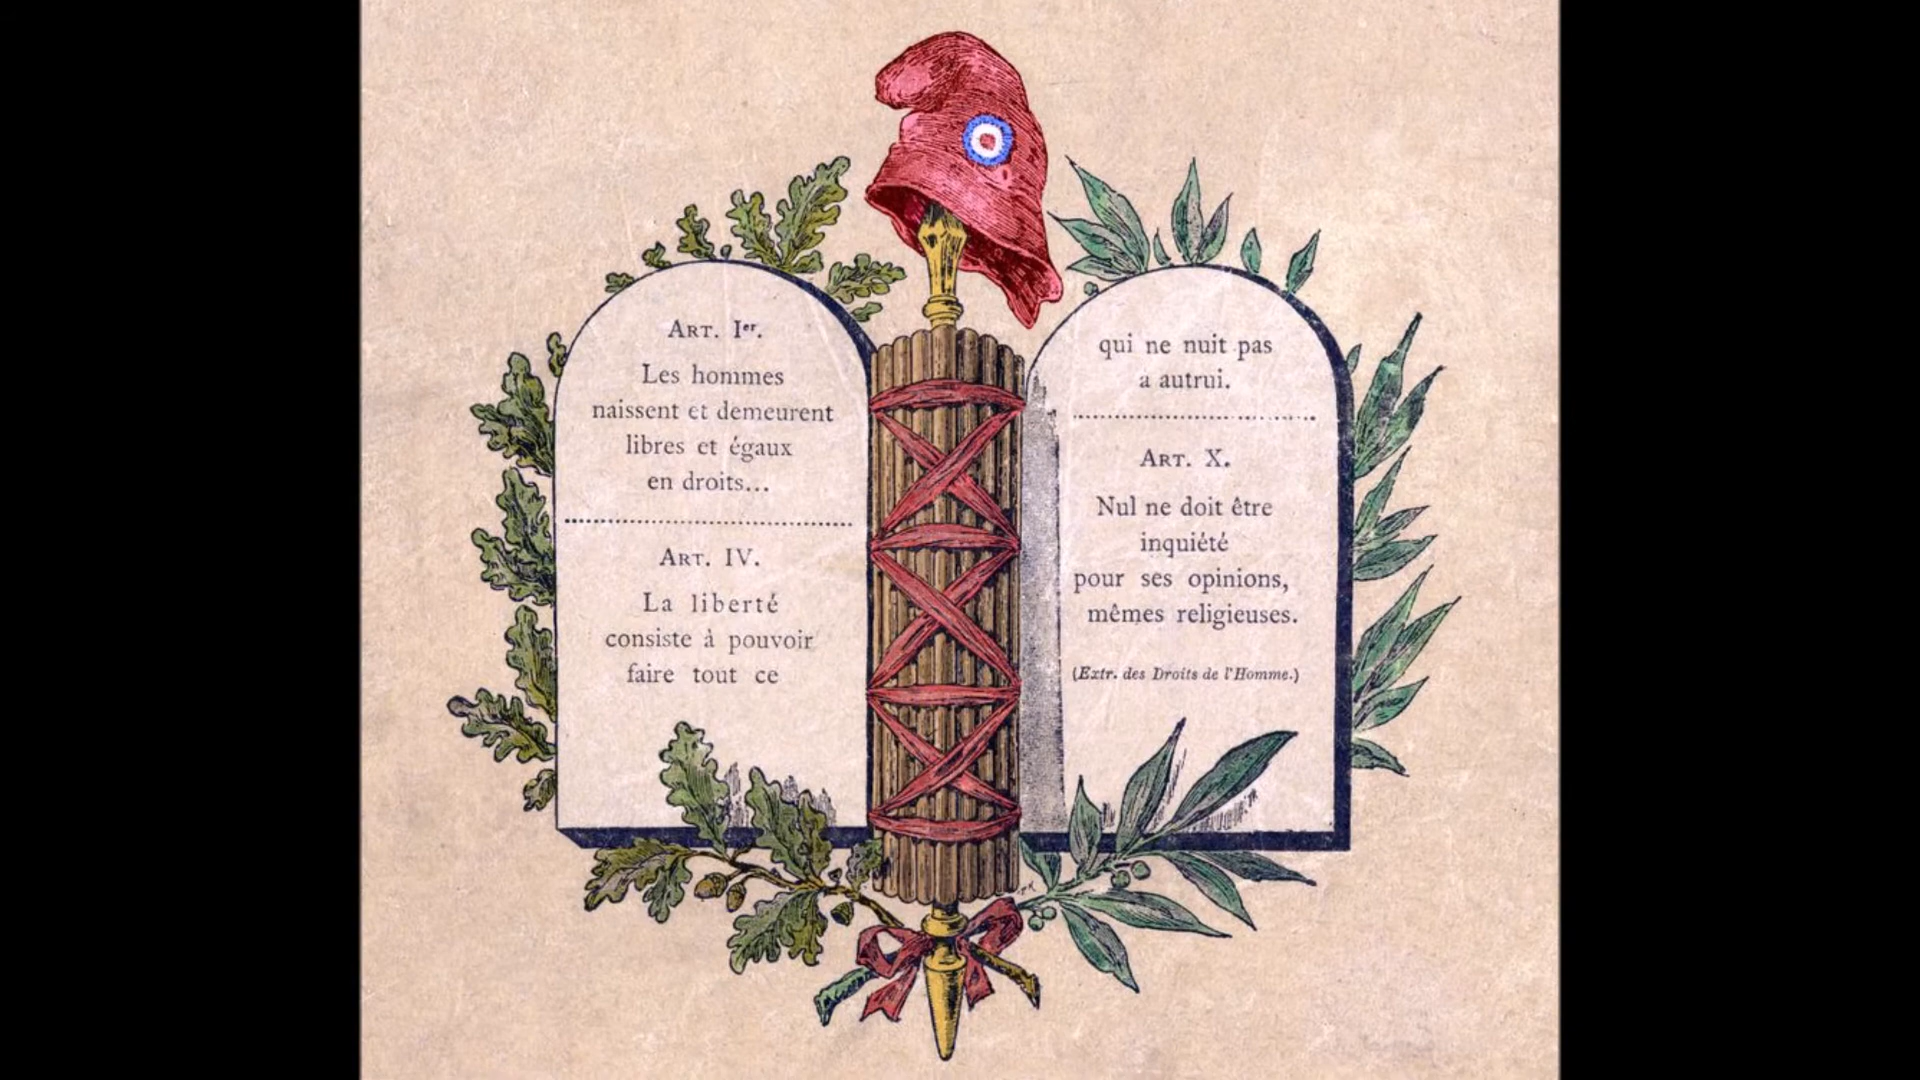 Art. Ier.
Les hommes
naissent et demeurent
libres et égaux
en droits...
Art. IV.
La liberté
consiste à pouvoir
faire tout ce
qui ne nuit pas
a autrui.
Art. X.
Nul ne doit être
inquiété
pour ses opinions,
mêmes religieuses.
(Extr. des Droits de l'Homme.)